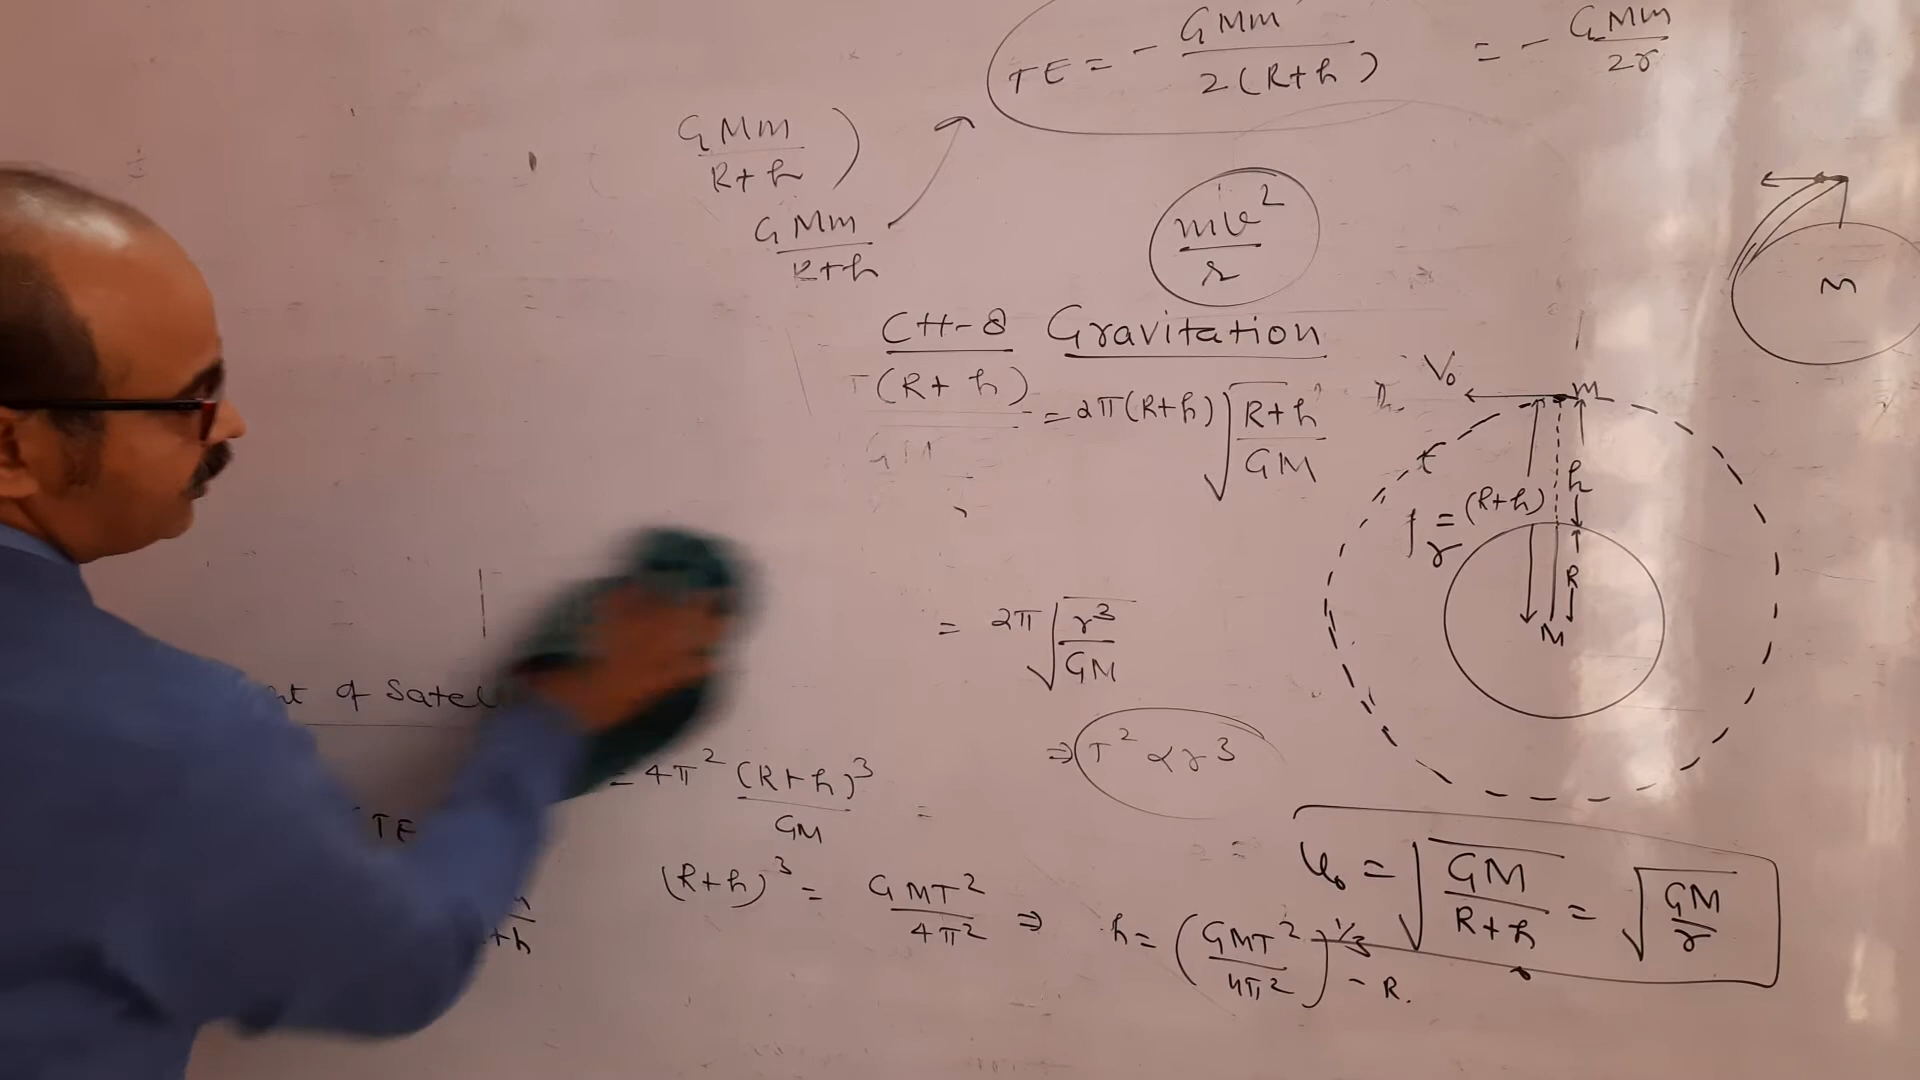 TE = - GMm / 2(R+h) = - GMm / 2r
GMm / R+h )
GMm / R+h
mv² / r
CH-8 Gravitation
(R+h) = 2π(R+h) √(R+h / GM)
GM
V₀ m
h
r = (R+h)
R
M
M
= 2π √(r³ / GM)
of Satel
⇒ T² ∝ r³
= 4π² (R+h)³ / GM =
TE
+h
(R+h)³ = GMT² / 4π² ⇒ h = (GMT² / 4π²)^1/3 - R.
v₀ = √(GM / R+h) = √(GM / r)